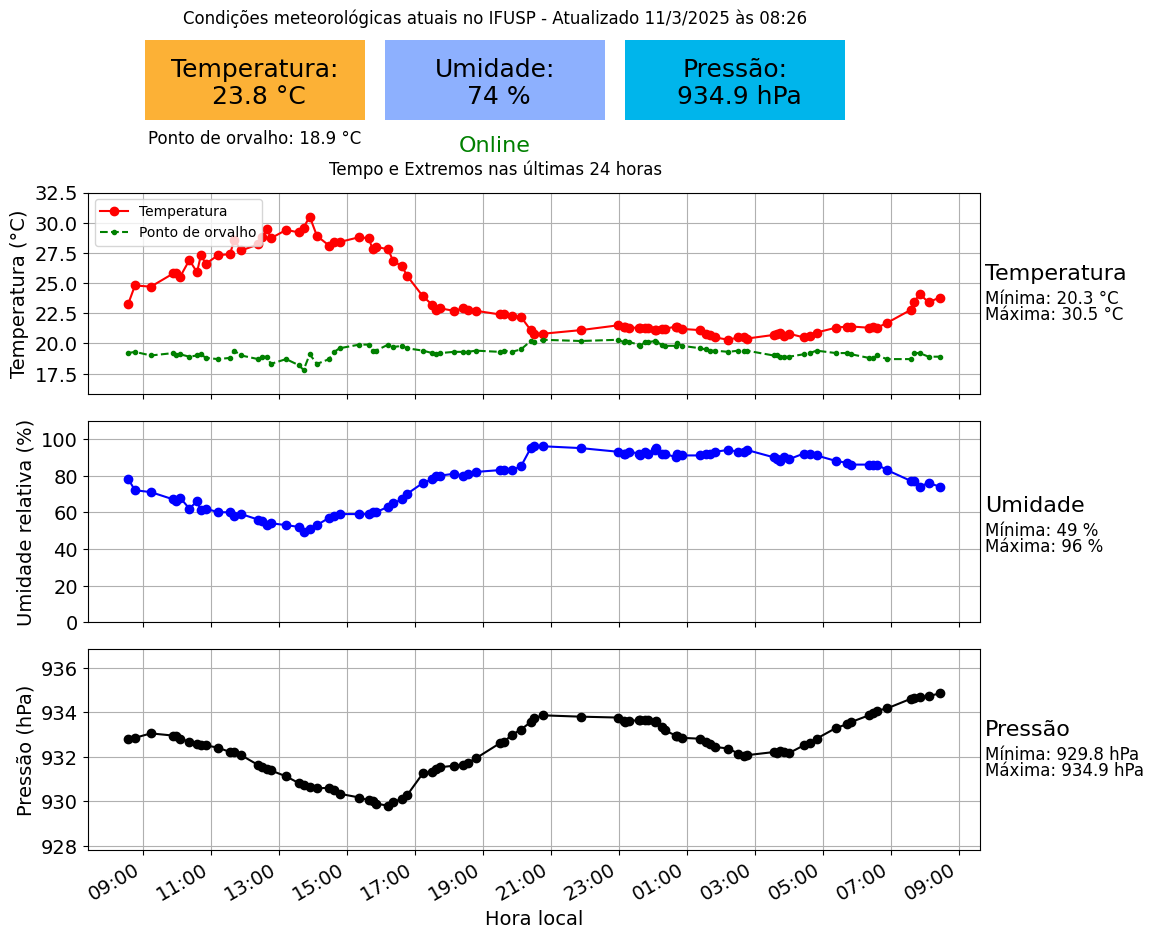 Condições meteorológicas atuais no IFUSP - Atualizado 11/3/2025 às 08:26
Temperatura:
23.8 °C
Umidade:
74 %
Pressão:
934.9 hPa
Ponto de orvalho: 18.9 °C
Online
Tempo e Extremos nas últimas 24 horas
Temperatura (°C)
32.5
30.0
27.5
25.0
22.5
20.0
17.5
Temperatura
Ponto de orvalho
Temperatura
Mínima: 20.3 °C
Máxima: 30.5 °C
Umidade relativa (%)
100
80
60
40
20
0
Umidade
Mínima: 49 %
Máxima: 96 %
Pressão (hPa)
936
934
932
930
928
Pressão
Mínima: 929.8 hPa
Máxima: 934.9 hPa
09:00 11:00 13:00 15:00 17:00 19:00 21:00 23:00 01:00 03:00 05:00 07:00 09:00
Hora local